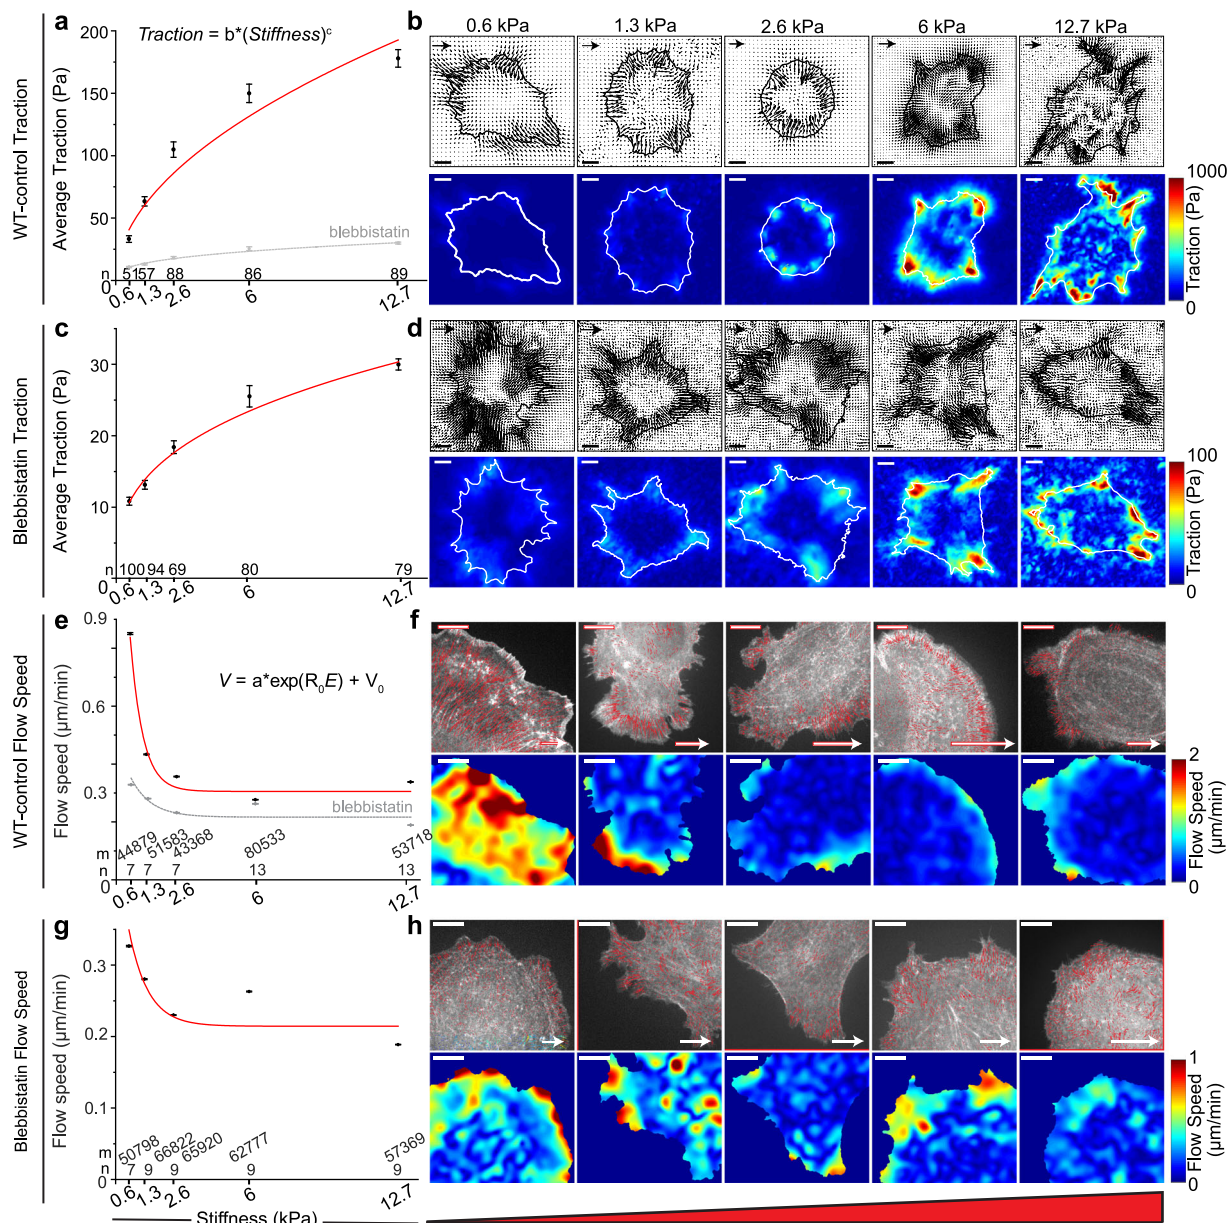 a
Traction = b*(Stiffness)ᶜ
WT-control Traction
Average Traction (Pa)
200
150
100
50
0
blebbistatin
n 51 57 88 86 89
0.6 1.3 2.6 6 12.7
b
0.6 kPa 1.3 kPa 2.6 kPa 6 kPa 12.7 kPa
1000
Traction (Pa)
0
c
Blebbistatin Traction
Average Traction (Pa)
30
20
10
0
n 100 94 69 80 79
0.6 1.3 2.6 6 12.7
d
100
Traction (Pa)
0
e
WT-control Flow Speed
Flow speed (µm/min)
0.9
0.6
0.3
0
V = a*exp(R₀E) + V₀
blebbistatin
m 44879 51583 43368 80533 53718
n 7 7 7 13 13
0.6 1.3 2.6 6 12.7
f
2
Flow Speed
(µm/min)
0
g
Blebbistatin Flow Speed
Flow speed (µm/min)
0.3
0.2
0.1
0
m 50798 66822 65920 62777 57369
n 7 9 9 9 9
0.6 1.3 2.6 6 12.7
Stiffness (kPa)
h
1
Flow Speed
(µm/min)
0